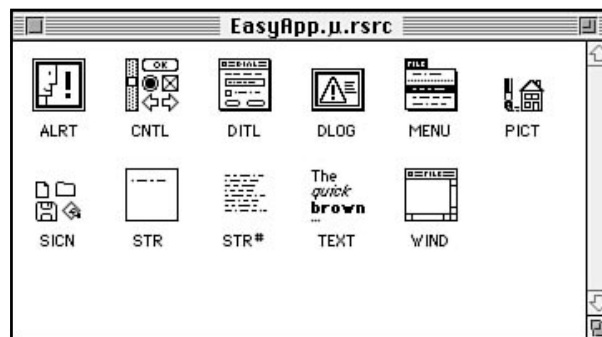 EasyApp.µ.rsrc
OK
FILE
ALRT CNTL DITL DLOG MENU PICT
The
quick
brown
...
FILE
SICN STR STR# TEXT WIND